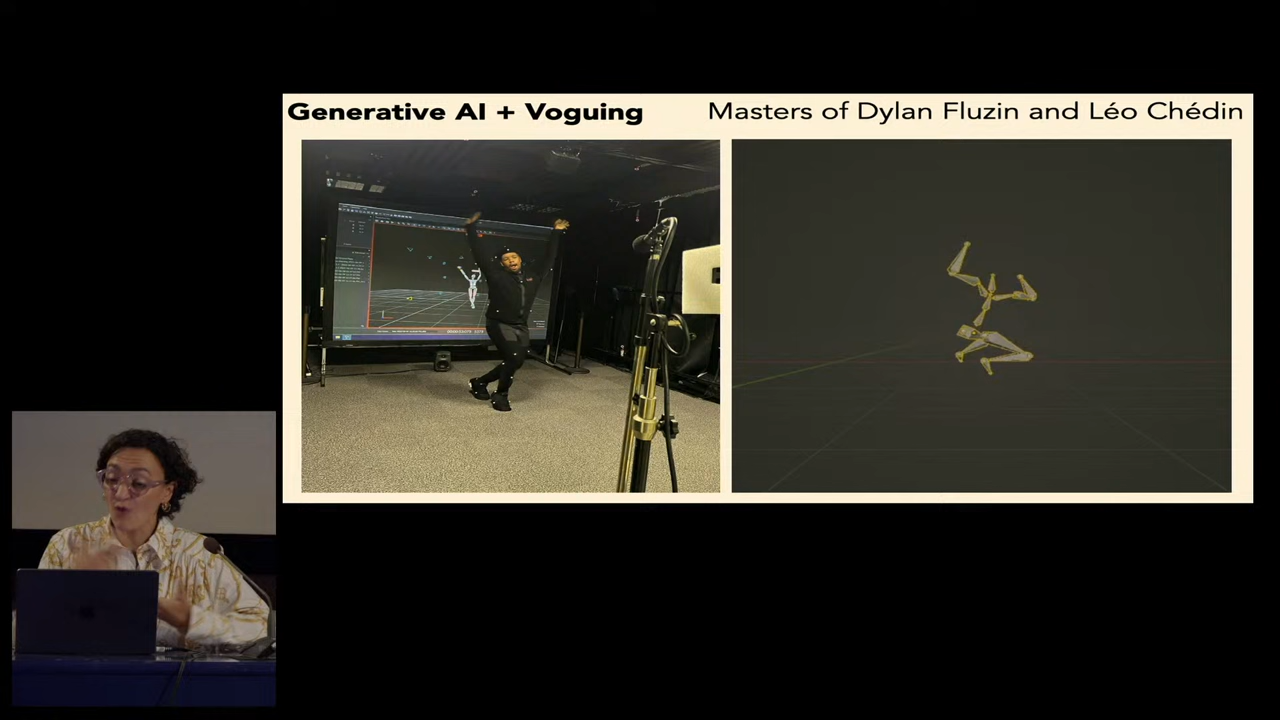 Generative AI + Voguing
Masters of Dylan Fluzin and Léo Chédin